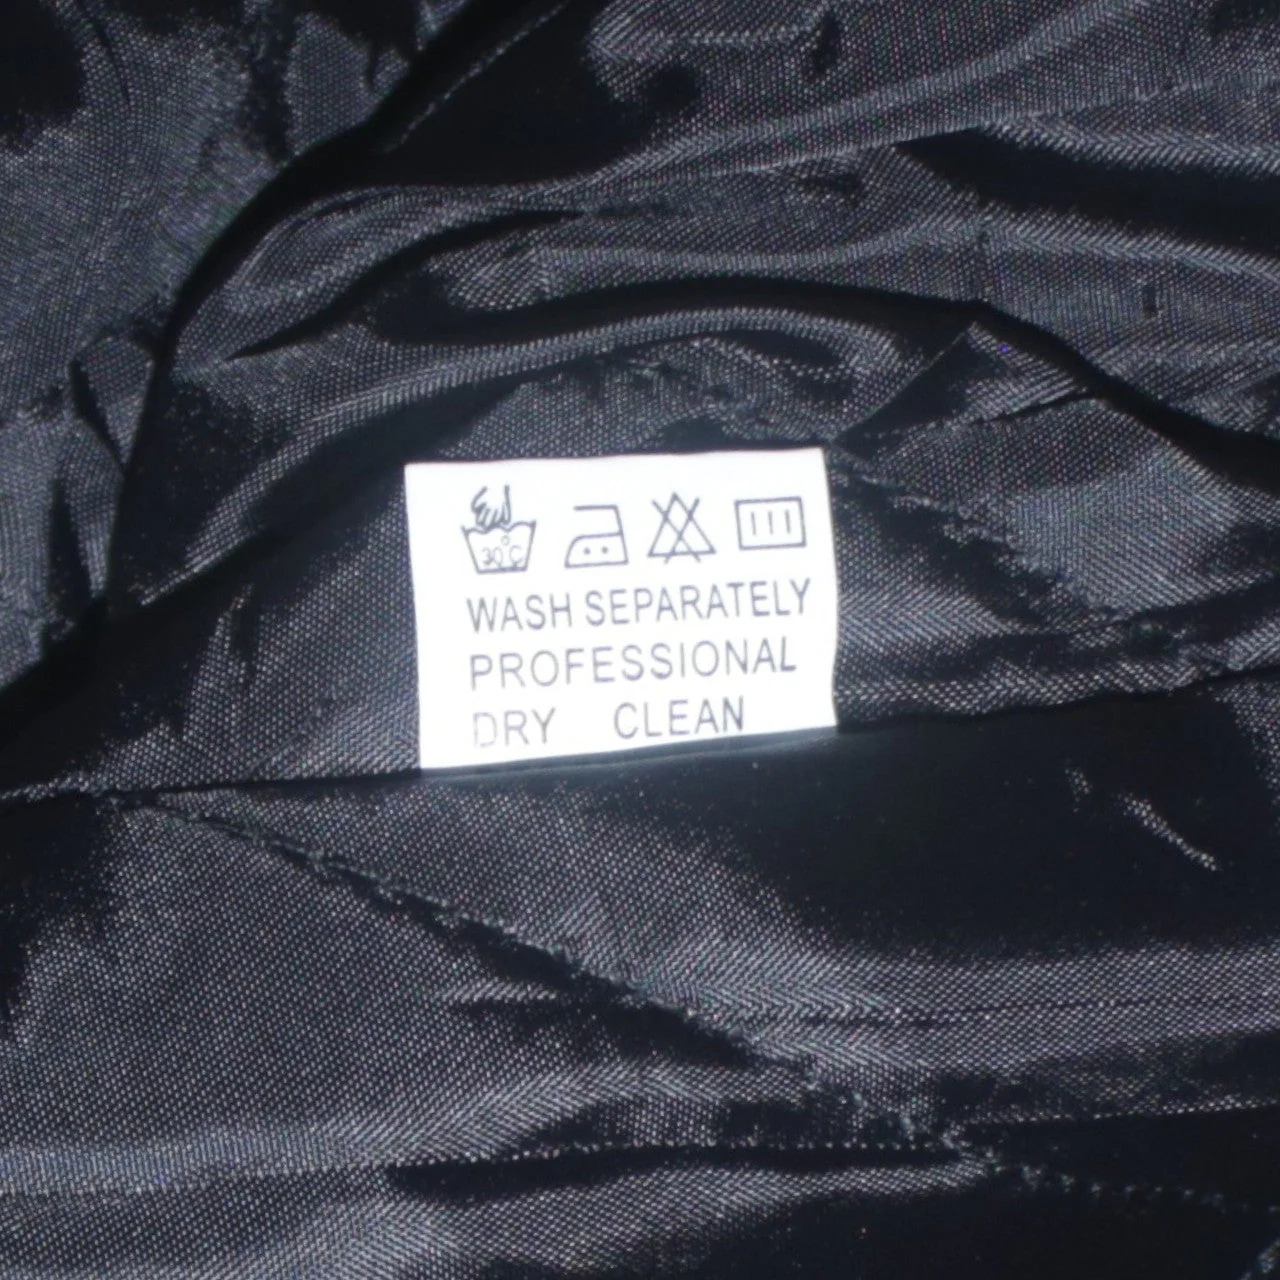 30°C
WASH SEPARATELY
PROFESSIONAL
DRY CLEAN